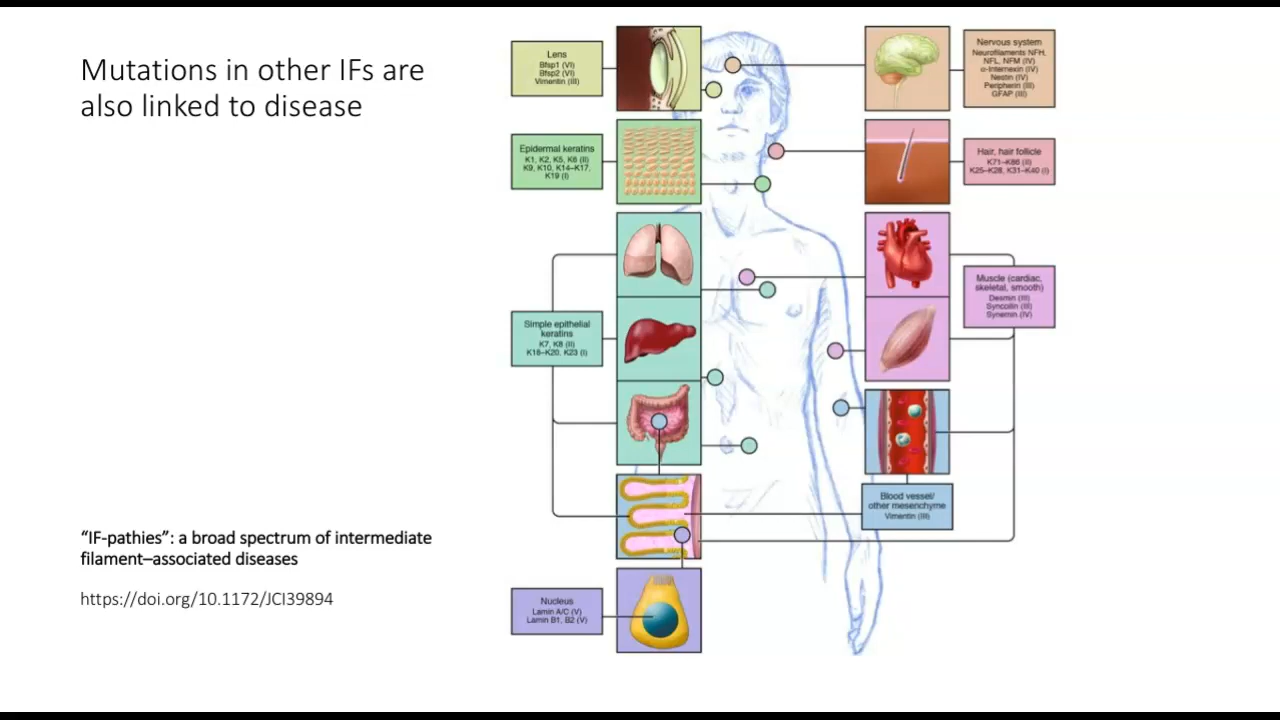 Mutations in other IFs are
also linked to disease
Lens
Bfsp1 (VI)
Bfsp2 (VI)
Vimentin (III)
Nervous system
Neurofilaments NFH,
NFL, NFM (IV)
α-Internexin (IV)
Nestin (IV)
Peripherin (III)
GFAP (III)
Epidermal keratins
K1, K2, K5, K6 (II)
K9, K10, K14–K17,
K19 (I)
Hair, hair follicle
K71–K86 (II)
K25–K28, K31–K40 (I)
Muscle (cardiac,
skeletal, smooth)
Desmin (III)
Syncoilin (III)
Synemin (IV)
Simple epithelial
keratins
K7, K8 (II)
K18–K20, K23 (I)
Blood vessel/
other mesenchyme
Vimentin (III)
“IF-pathies”: a broad spectrum of intermediate
filament–associated diseases
https://doi.org/10.1172/JCI39894
Nucleus
Lamin A/C (V)
Lamin B1, B2 (V)